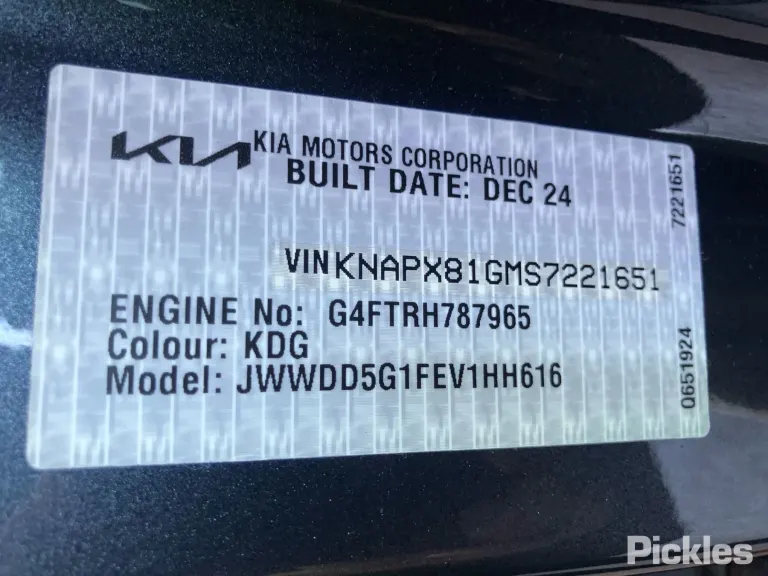 KIA KIA MOTORS CORPORATION
BUILT DATE: DEC 24
VIN KNAPX81GMS7221651
ENGINE No: G4FTRH787965
Colour: KDG
Model: JWWDD5G1FEV1HH616
7221651
Q651924
Pickles